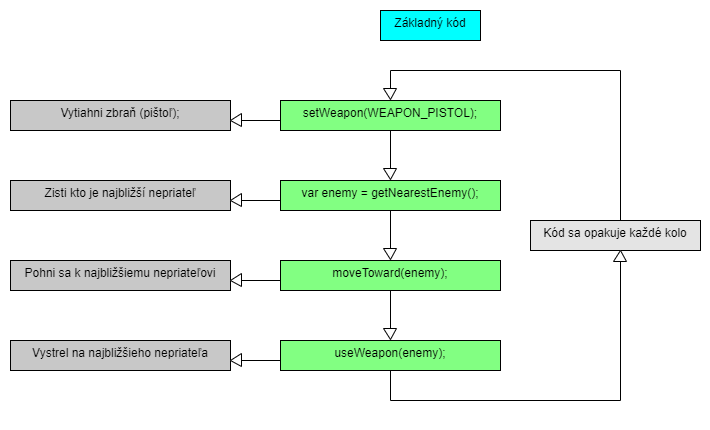 Základný kód
Vytiahni zbraň (pištoľ);
setWeapon(WEAPON_PISTOL);
Zisti kto je najbližší nepriateľ
var enemy = getNearestEnemy();
Kód sa opakuje každé kolo
Pohni sa k najbližšiemu nepriateľovi
moveToward(enemy);
Vystrel na najbližšieho nepriateľa
useWeapon(enemy);